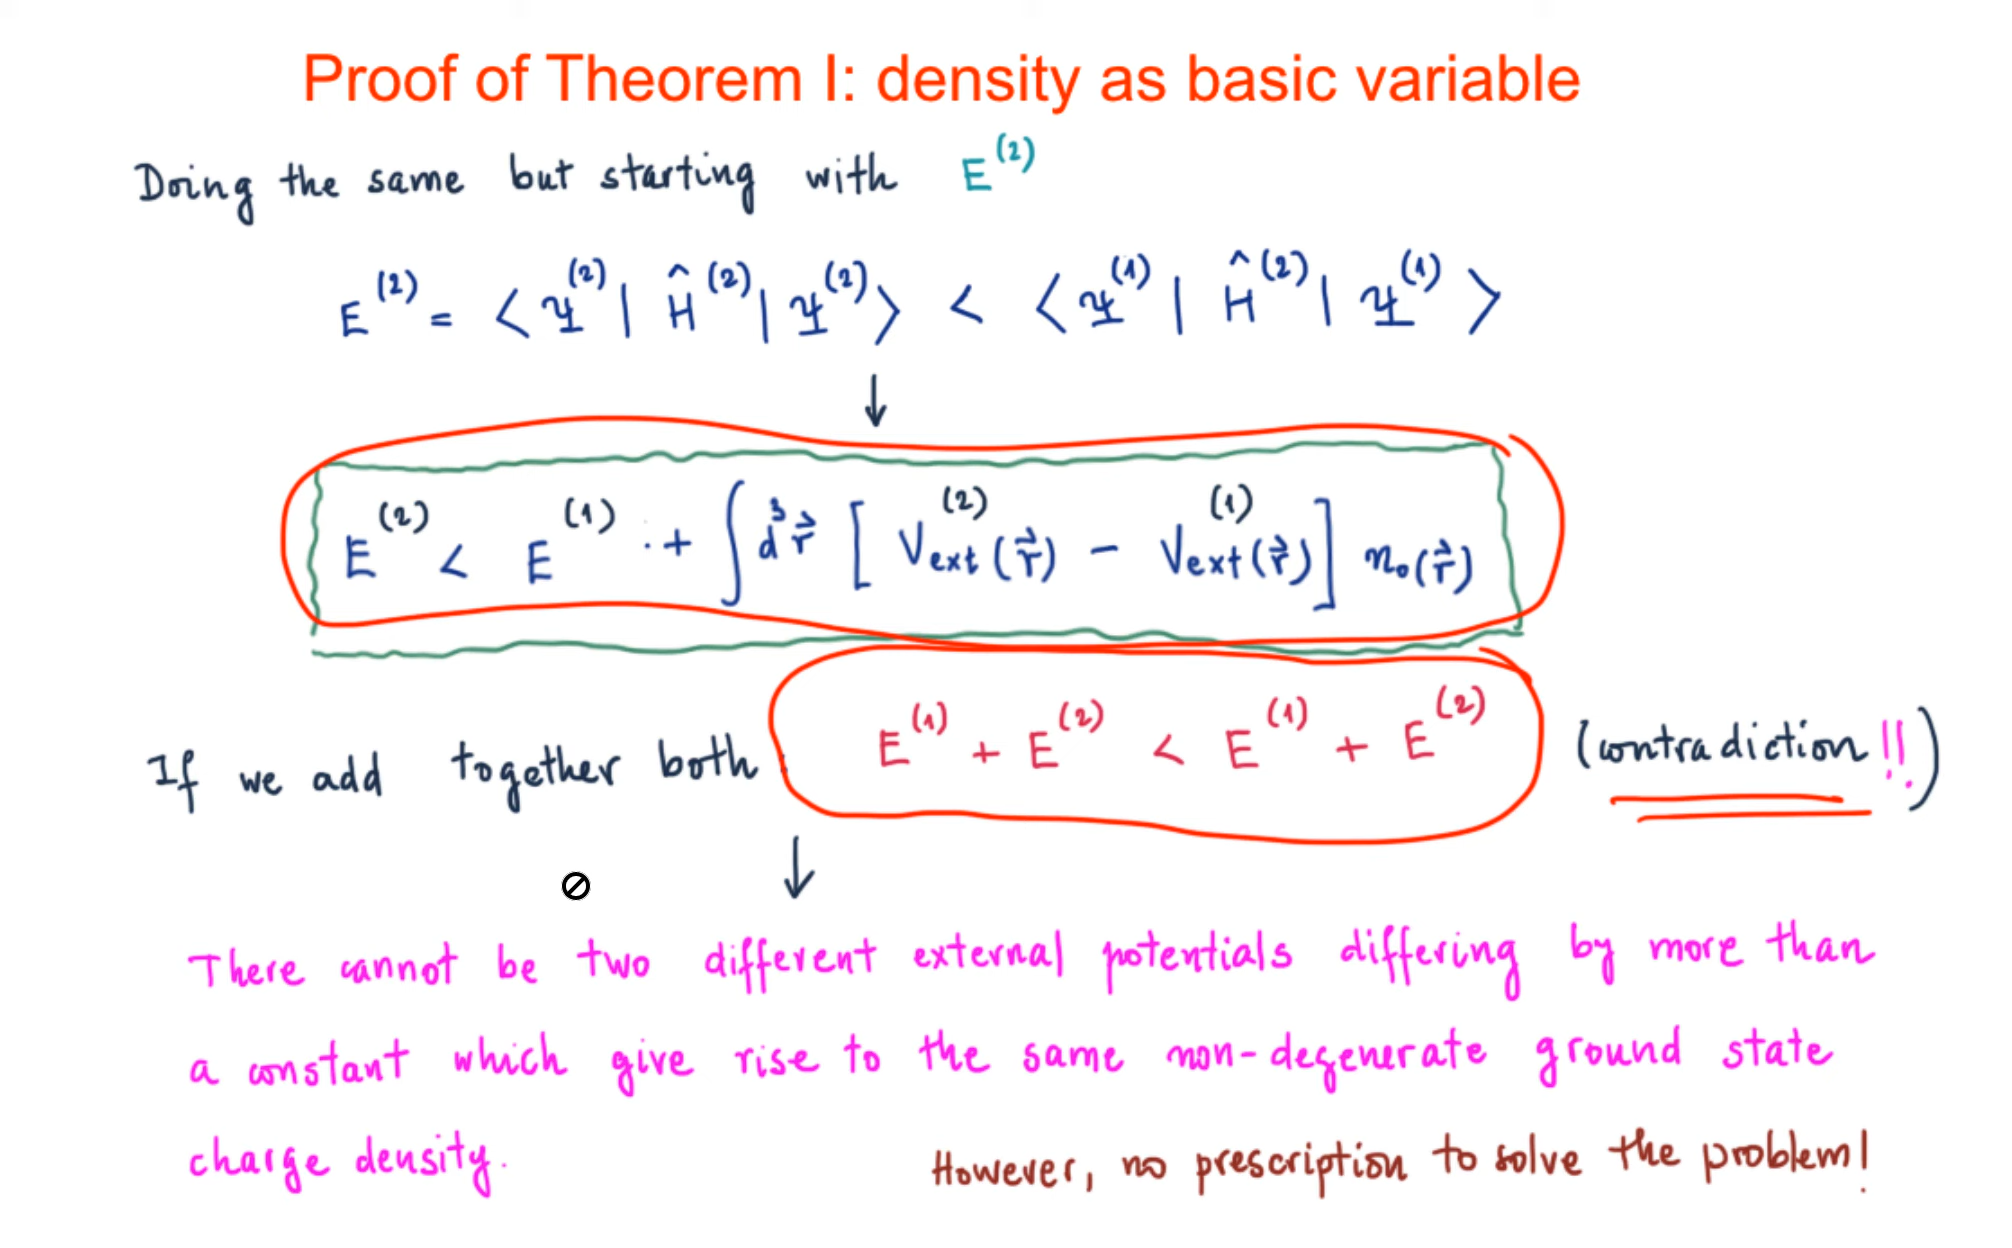 Proof of Theorem I: density as basic variable
Doing the same but starting with E⁽²⁾
E⁽²⁾ = ⟨Ψ⁽²⁾| Ĥ⁽²⁾ |Ψ⁽²⁾⟩ < ⟨Ψ⁽¹⁾| Ĥ⁽²⁾ |Ψ⁽¹⁾⟩
↓
E⁽²⁾ < E⁽¹⁾ + ∫ d³r⃗ [ V_ext⁽²⁾(r⃗) − V_ext⁽¹⁾(r⃗) ] n₀(r⃗)
If we add together both E⁽¹⁾ + E⁽²⁾ < E⁽¹⁾ + E⁽²⁾ (contradiction!!)
↓
There cannot be two different external potentials differing by more than
a constant which give rise to the same non-degenerate ground state
charge density.
However, no prescription to solve the problem!